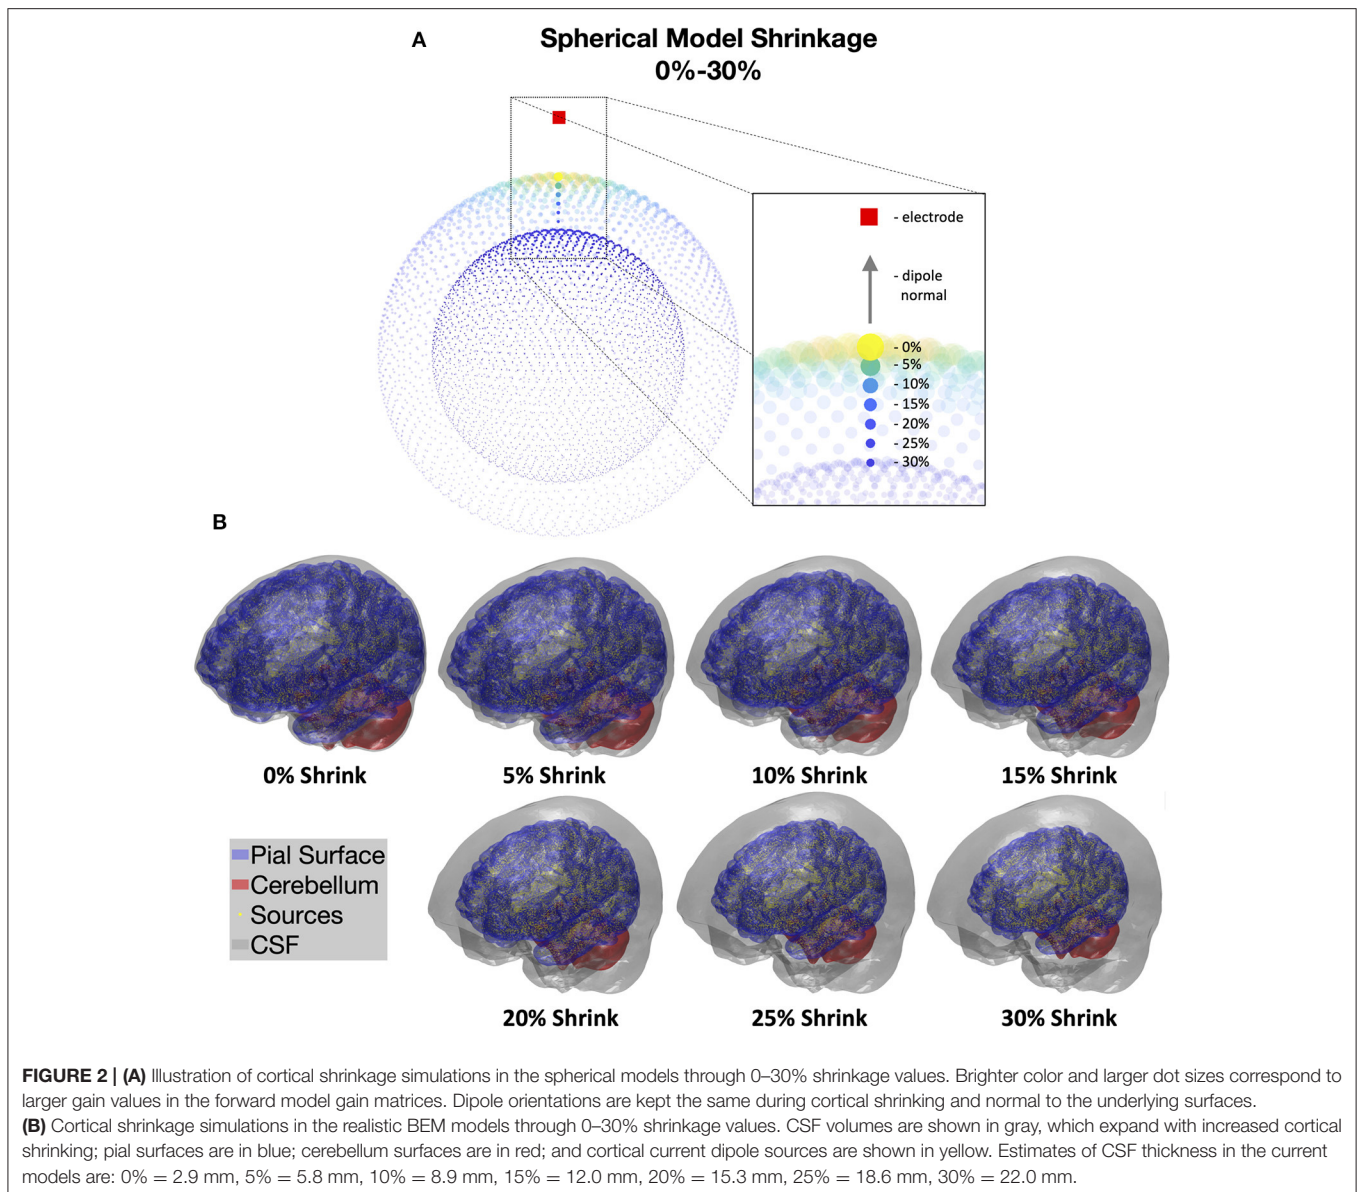 A
Spherical Model Shrinkage
0%-30%
- electrode
- dipole
normal
- 0%
- 5%
- 10%
- 15%
- 20%
- 25%
- 30%
B
0% Shrink
5% Shrink
10% Shrink
15% Shrink
Pial Surface
Cerebellum
Sources
CSF
20% Shrink
25% Shrink
30% Shrink
FIGURE 2 | (A) Illustration of cortical shrinkage simulations in the spherical models through 0–30% shrinkage values. Brighter color and larger dot sizes correspond to
larger gain values in the forward model gain matrices. Dipole orientations are kept the same during cortical shrinking and normal to the underlying surfaces.
(B) Cortical shrinkage simulations in the realistic BEM models through 0–30% shrinkage values. CSF volumes are shown in gray, which expand with increased cortical
shrinking; pial surfaces are in blue; cerebellum surfaces are in red; and cortical current dipole sources are shown in yellow. Estimates of CSF thickness in the current
models are: 0% = 2.9 mm, 5% = 5.8 mm, 10% = 8.9 mm, 15% = 12.0 mm, 20% = 15.3 mm, 25% = 18.6 mm, 30% = 22.0 mm.